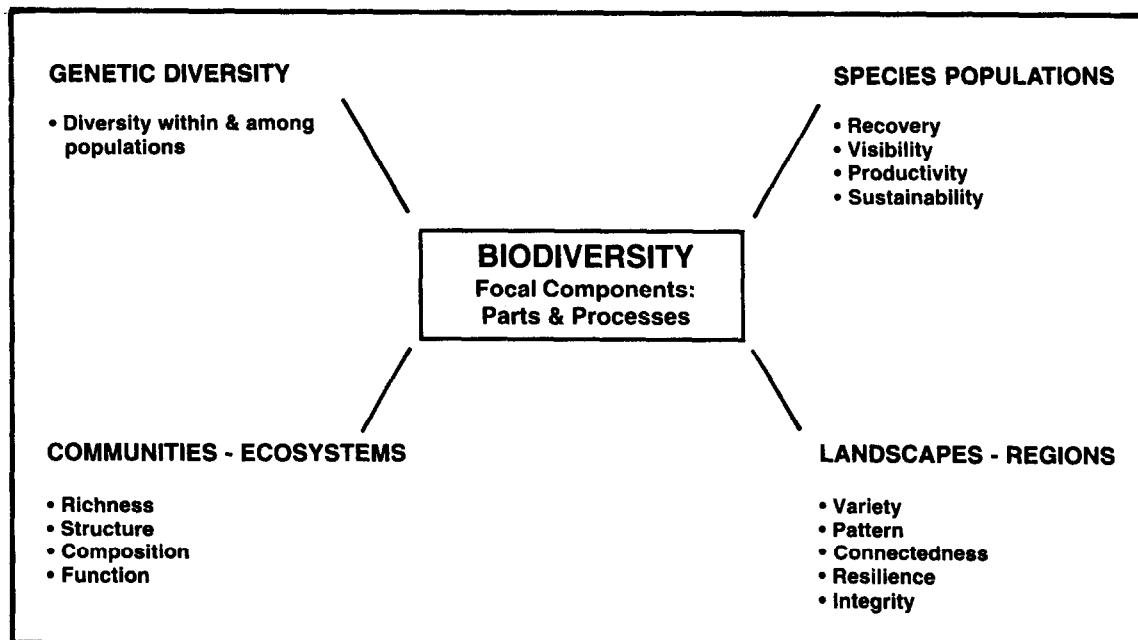 GENETIC DIVERSITY
• Diversity within & among
populations
SPECIES POPULATIONS
• Recovery
• Visibility
• Productivity
• Sustainability
BIODIVERSITY
Focal Components:
Parts & Processes
COMMUNITIES - ECOSYSTEMS
• Richness
• Structure
• Composition
• Function
LANDSCAPES - REGIONS
• Variety
• Pattern
• Connectedness
• Resilience
• Integrity